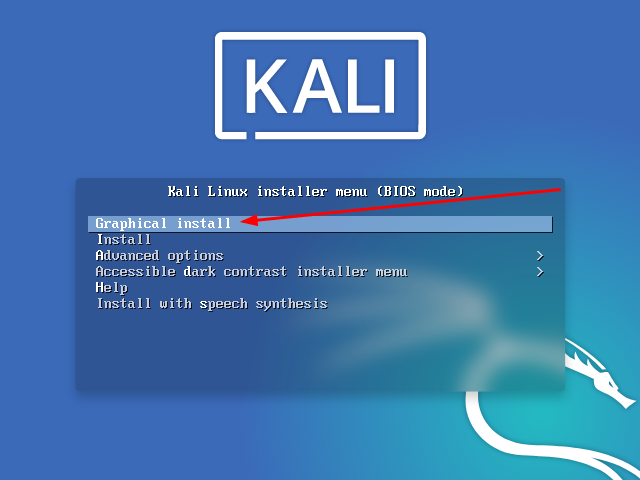 KALI
Kali Linux installer menu (BIOS mode)
Graphical install
Install
Advanced options >
Accessible dark contrast installer menu >
Help
Install with speech synthesis